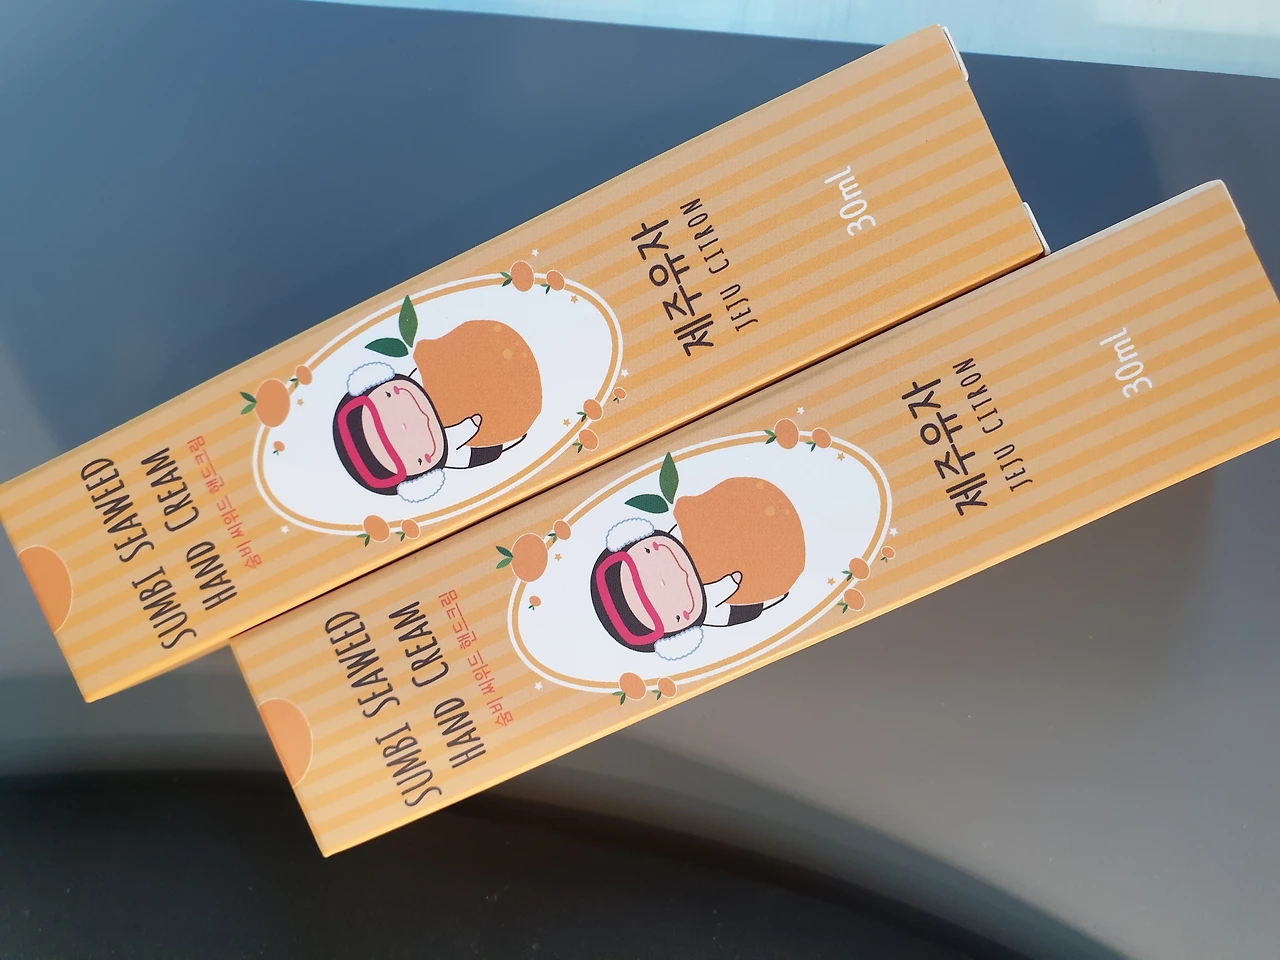 SUMBI SEAWEED
HAND CREAM
숨비 씨위드 핸드크림
제주유자
JEJU CITRON
30ml
SUMBI SEAWEED
HAND CREAM
숨비 씨위드 핸드크림
제주유자
JEJU CITRON
30ml